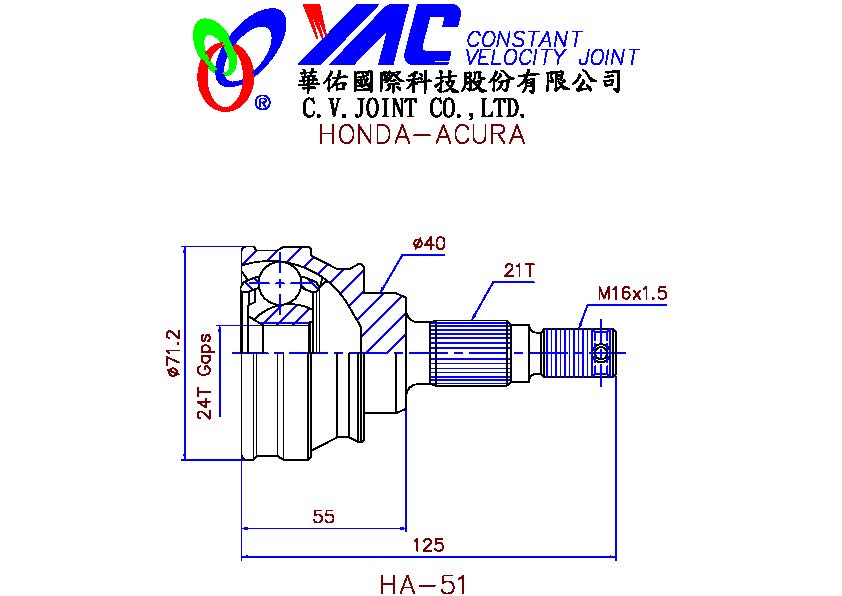 YAC CONSTANT
VELOCITY JOINT
®
華佑國際科技股份有限公司
C.V.JOINT CO.,LTD.
HONDA-ACURA
ø40
21T
M16x1.5
ø71.2
24T Gaps
55
125
HA-51